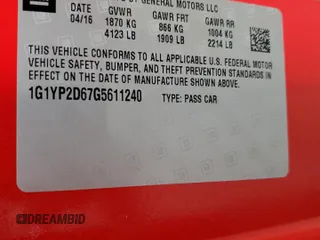 BY GENERAL MOTORS LLC
DATE GVWR GAWR FRT GAWR RR
04/16 1870 KG 866 KG 1004 KG
4123 LB 1909 LB 2214 LB
THIS VEHICLE CONFORMS TO ALL APPLICABLE U.S. FEDERAL MOTOR
VEHICLE SAFETY, BUMPER, AND THEFT PREVENTION STANDARDS
IN EFFECT ON THE DATE OF MANUFACTURE SHOWN ABOVE.
1G1YP2D67G5611240 TYPE: PASS CAR
DREAMBID